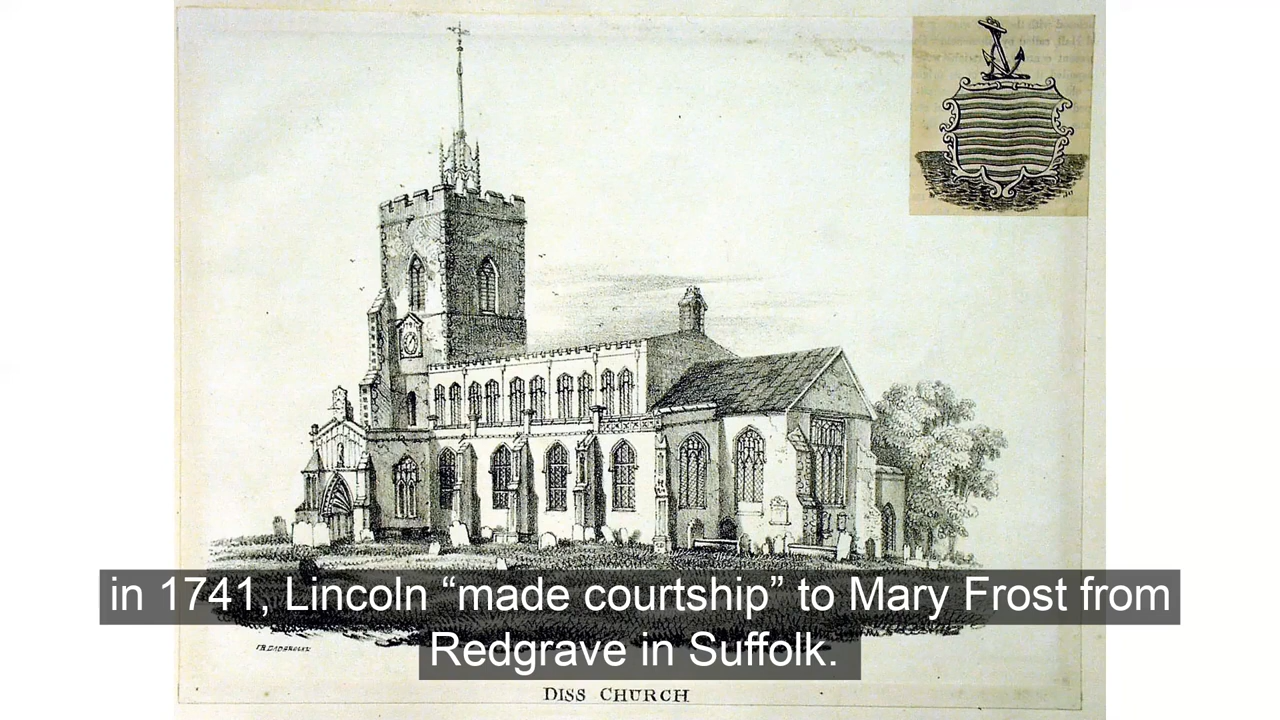 in 1741, Lincoln “made courtship” to Mary Frost from
Redgrave in Suffolk.
DISS CHURCH